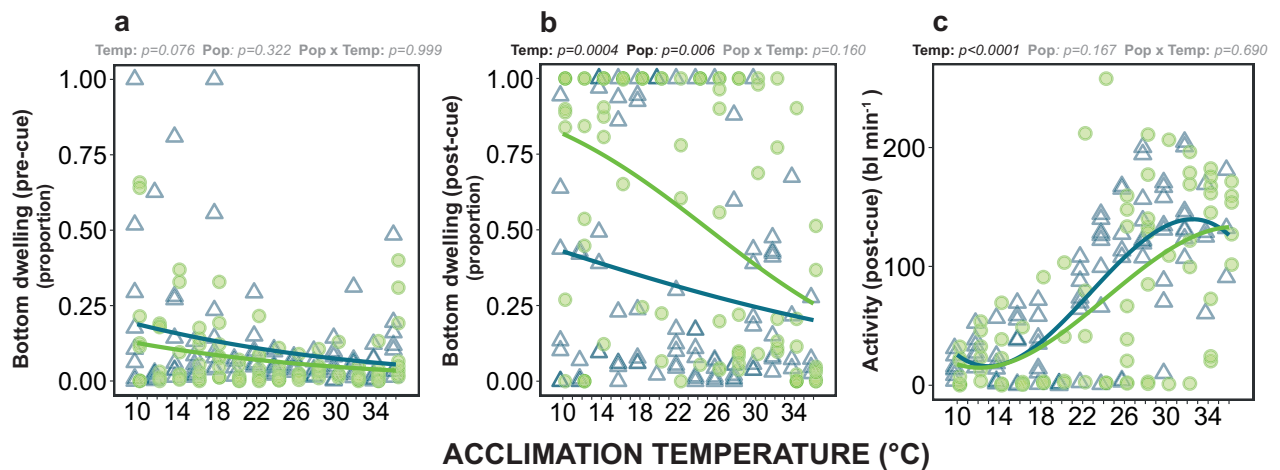 a
Temp: p=0.076 Pop: p=0.322 Pop x Temp: p=0.999
Bottom dwelling (pre-cue)
(proportion)
1.00
0.75
0.50
0.25
0.00
10 14 18 22 26 30 34
b
Temp: p=0.0004 Pop: p=0.006 Pop x Temp: p=0.160
Bottom dwelling (post-cue)
(proportion)
1.00
0.75
0.50
0.25
0.00
10 14 18 22 26 30 34
c
Temp: p<0.0001 Pop: p=0.167 Pop x Temp: p=0.690
Activity (post-cue) (bl min⁻¹ )
200
100
0
10 14 18 22 26 30 34
ACCLIMATION TEMPERATURE (°C)